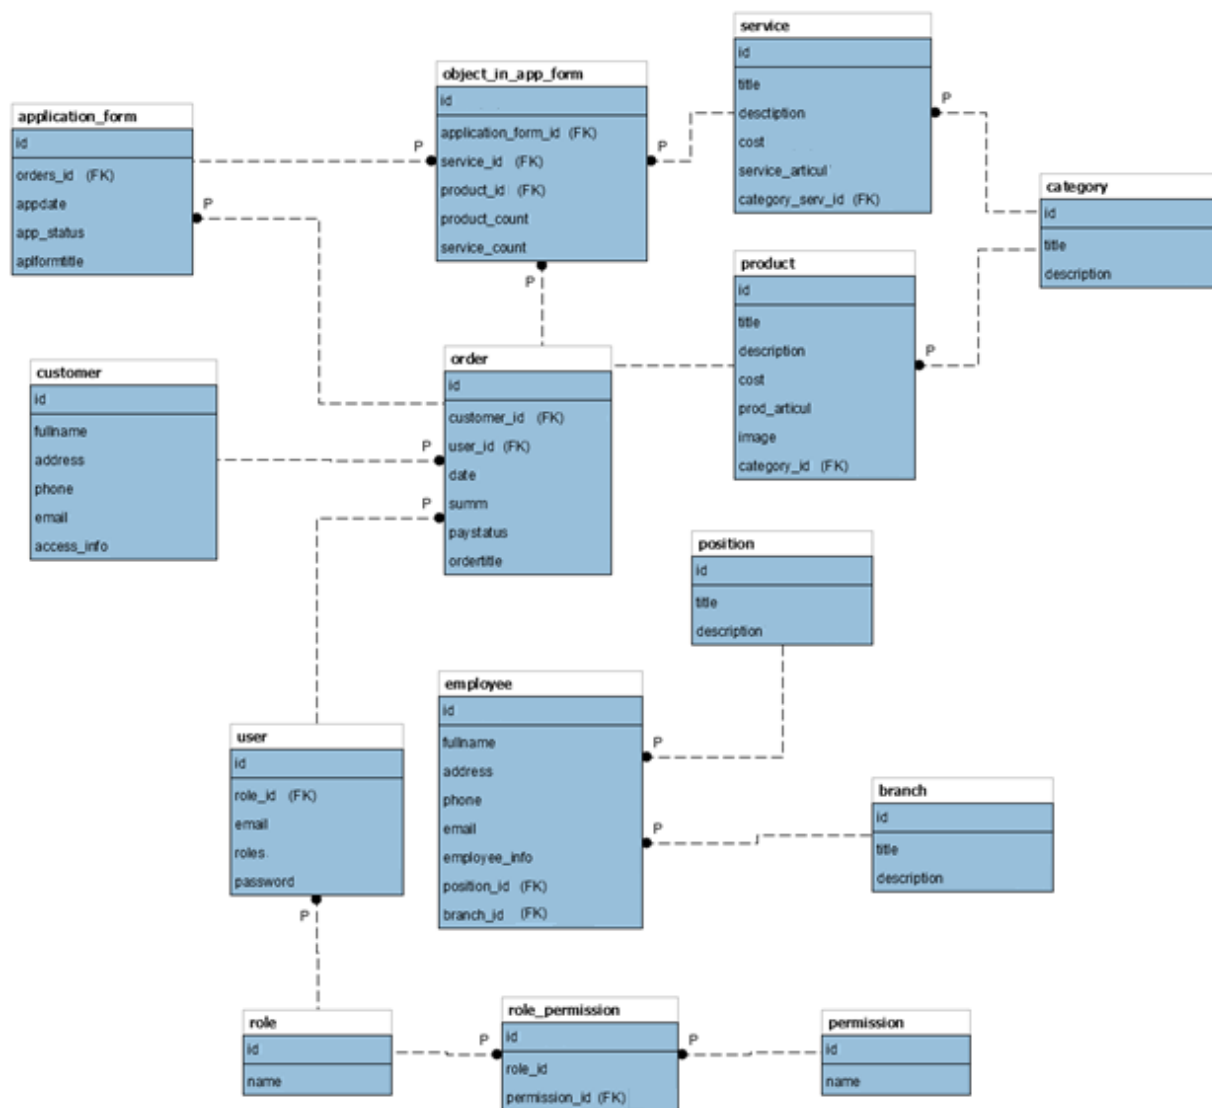 service
id
title
desctiption
cost
service_articul
category_serv_id (FK)
object_in_app_form
id
application_form_id (FK)
service_id (FK)
product_id (FK)
product_count
service_count
application_form
id
orders_id (FK)
appdate
app_status
aplformtitle
P
P
P
P
P
category
id
title
description
product
id
title
description
cost
prod_articul
image
category_id (FK)
P
order
id
customer_id (FK)
user_id (FK)
date
summ
paystatus
ordertitle
customer
id
fullname
address
phone
email
access_info
P
P
position
id
title
description
employee
id
fullname
address
phone
email
employee_info
position_id (FK)
branch_id (FK)
P
P
user
id
role_id (FK)
email
roles.
password
P
branch
id
title
description
role
id
name
P
role_permission
id
role_id
permission_id (FK)
P
permission
id
name